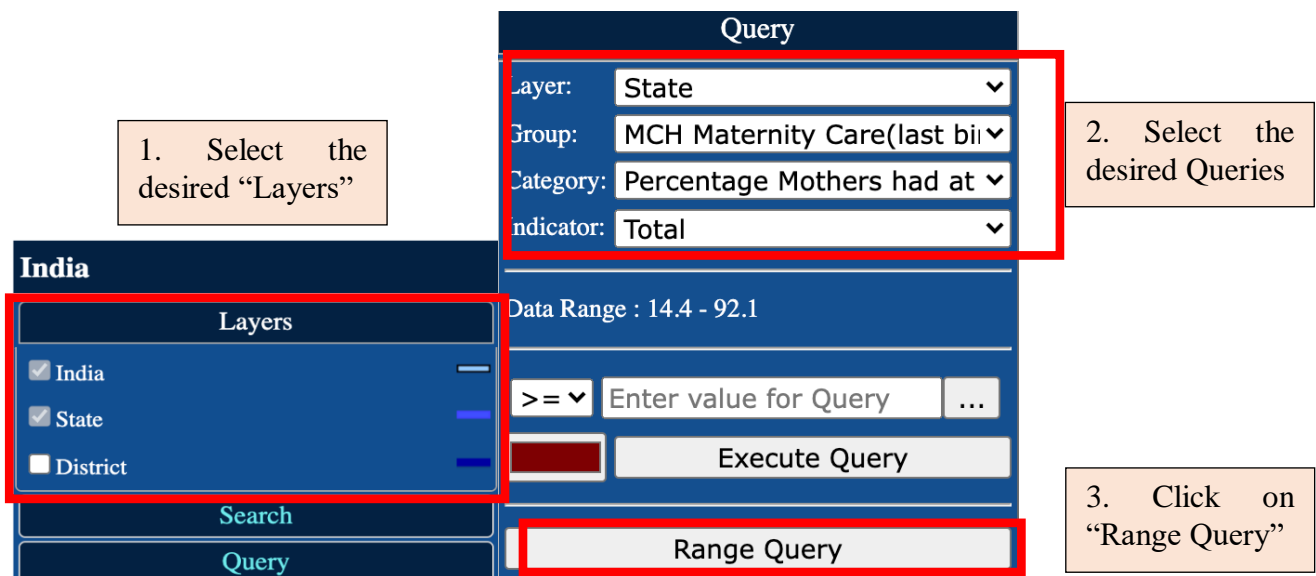 1. Select the
desired “Layers”
India
Layers
India
State
District
Search
Query
Query
Layer: State
Group: MCH Maternity Care(last bir
Category: Percentage Mothers had at
Indicator: Total
Data Range : 14.4 - 92.1
>= Enter value for Query ...
Execute Query
Range Query
2. Select the
desired Queries
3. Click on
“Range Query”